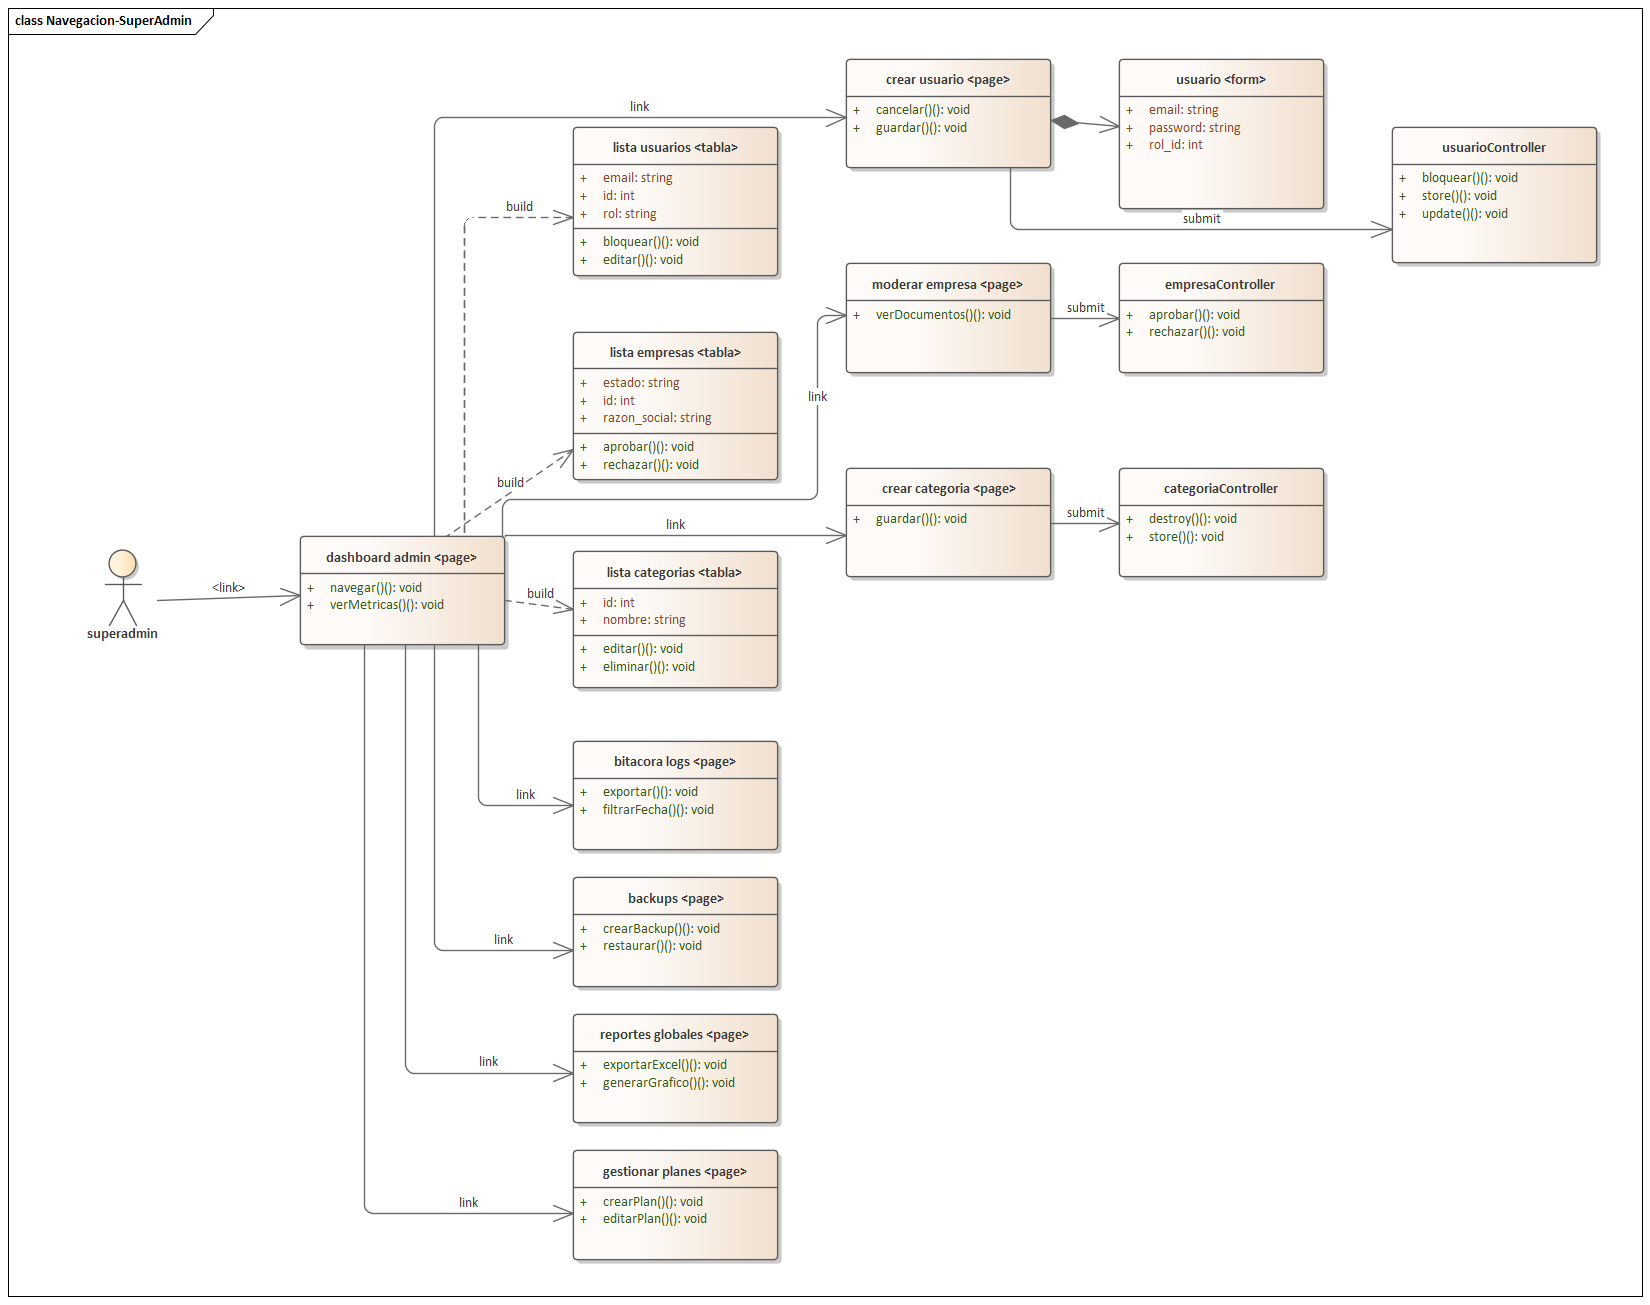 class Navegacion-SuperAdmin
crear usuario <page>
+ cancelar()(): void
+ guardar()(): void
usuario <form>
+ email: string
+ password: string
+ rol_id: int
link
lista usuarios <tabla>
+ email: string
+ id: int
+ rol: string
+ bloquear()(): void
+ editar()(): void
usuarioController
+ bloquear()(): void
+ store()(): void
+ update()(): void
build
submit
moderar empresa <page>
+ verDocumentos()(): void
submit
empresaController
+ aprobar()(): void
+ rechazar()(): void
lista empresas <tabla>
+ estado: string
+ id: int
+ razon_social: string
+ aprobar()(): void
+ rechazar()(): void
link
build
crear categoria <page>
+ guardar()(): void
submit
categoriaController
+ destroy()(): void
+ store()(): void
link
dashboard admin <page>
+ navegar()(): void
+ verMetricas()(): void
<link>
superadmin
build
lista categorias <tabla>
+ id: int
+ nombre: string
+ editar()(): void
+ eliminar()(): void
bitacora logs <page>
+ exportar()(): void
+ filtrarFecha()(): void
link
backups <page>
+ crearBackup()(): void
+ restaurar()(): void
link
reportes globales <page>
+ exportarExcel()(): void
+ generarGrafico()(): void
link
gestionar planes <page>
+ crearPlan()(): void
+ editarPlan()(): void
link